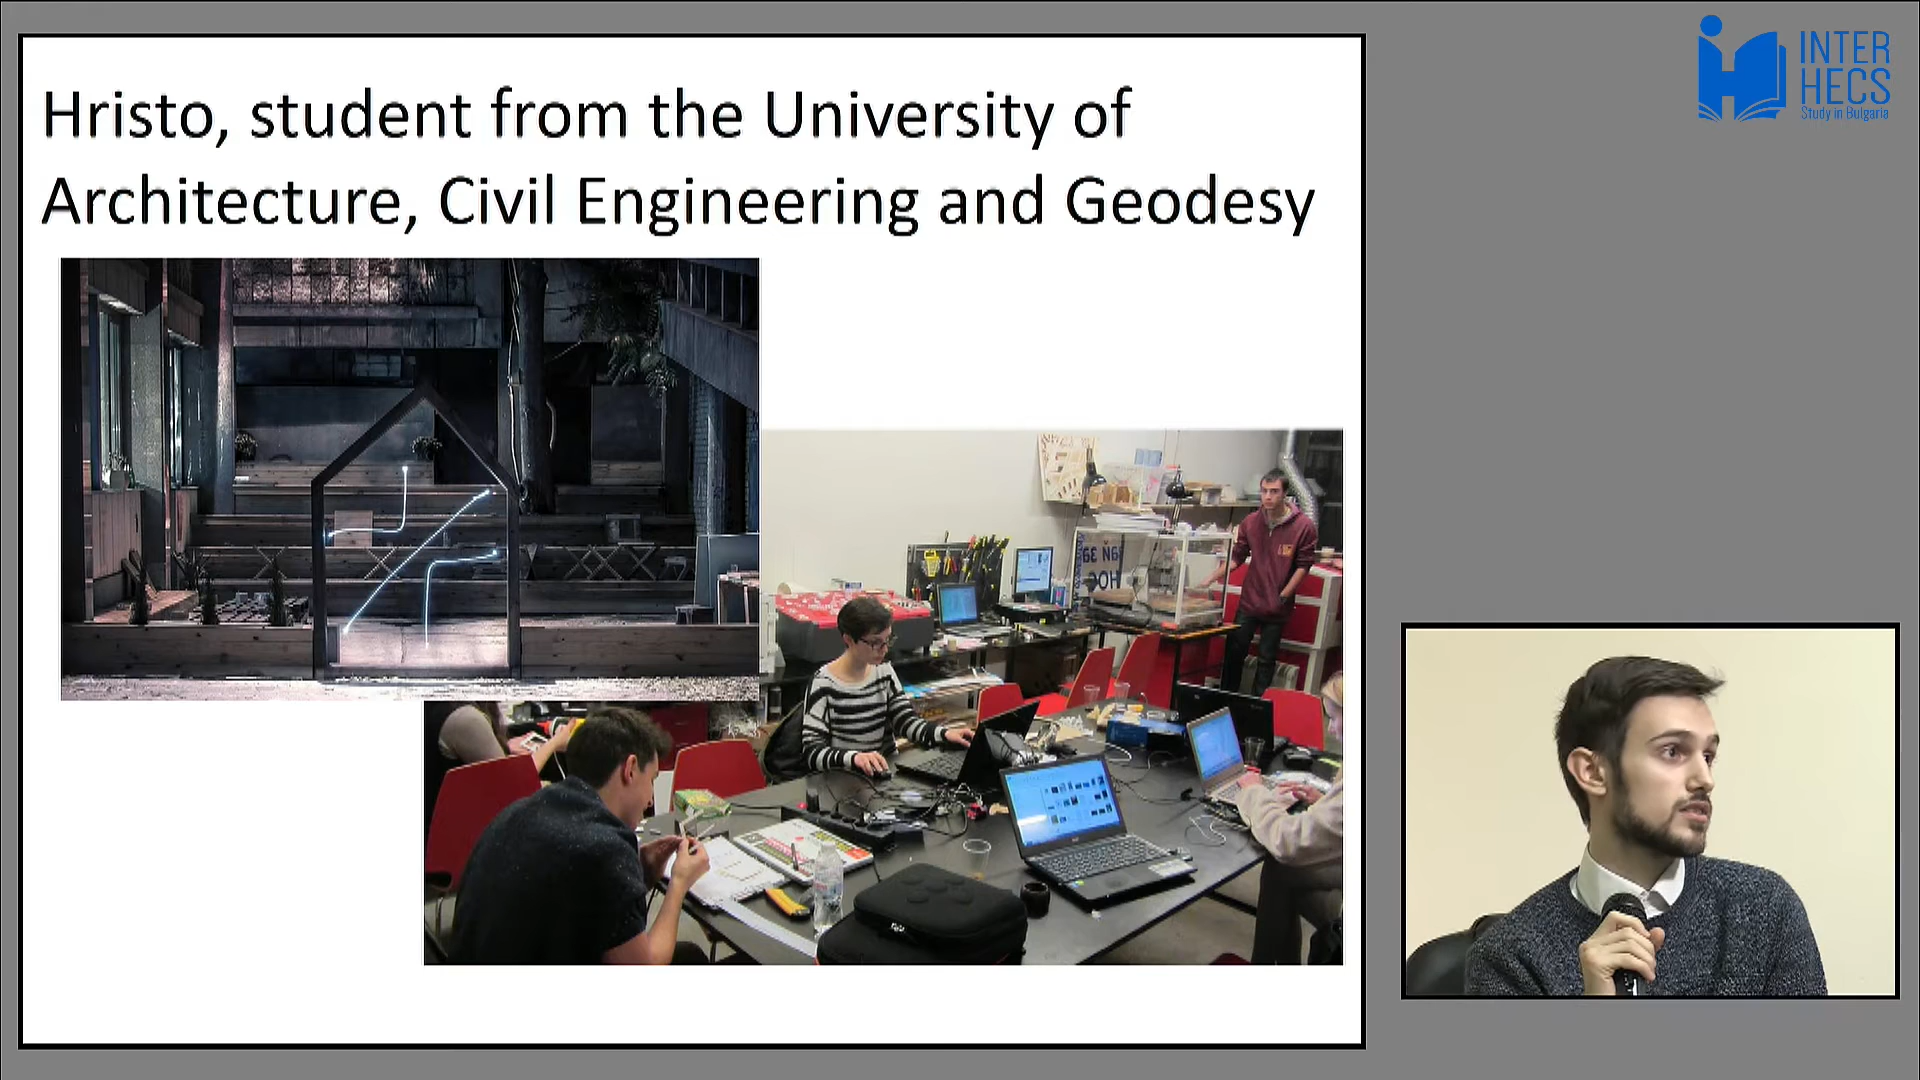 Hristo, student from the University of
Architecture, Civil Engineering and Geodesy
INTER
HECS
Study in Bulgaria